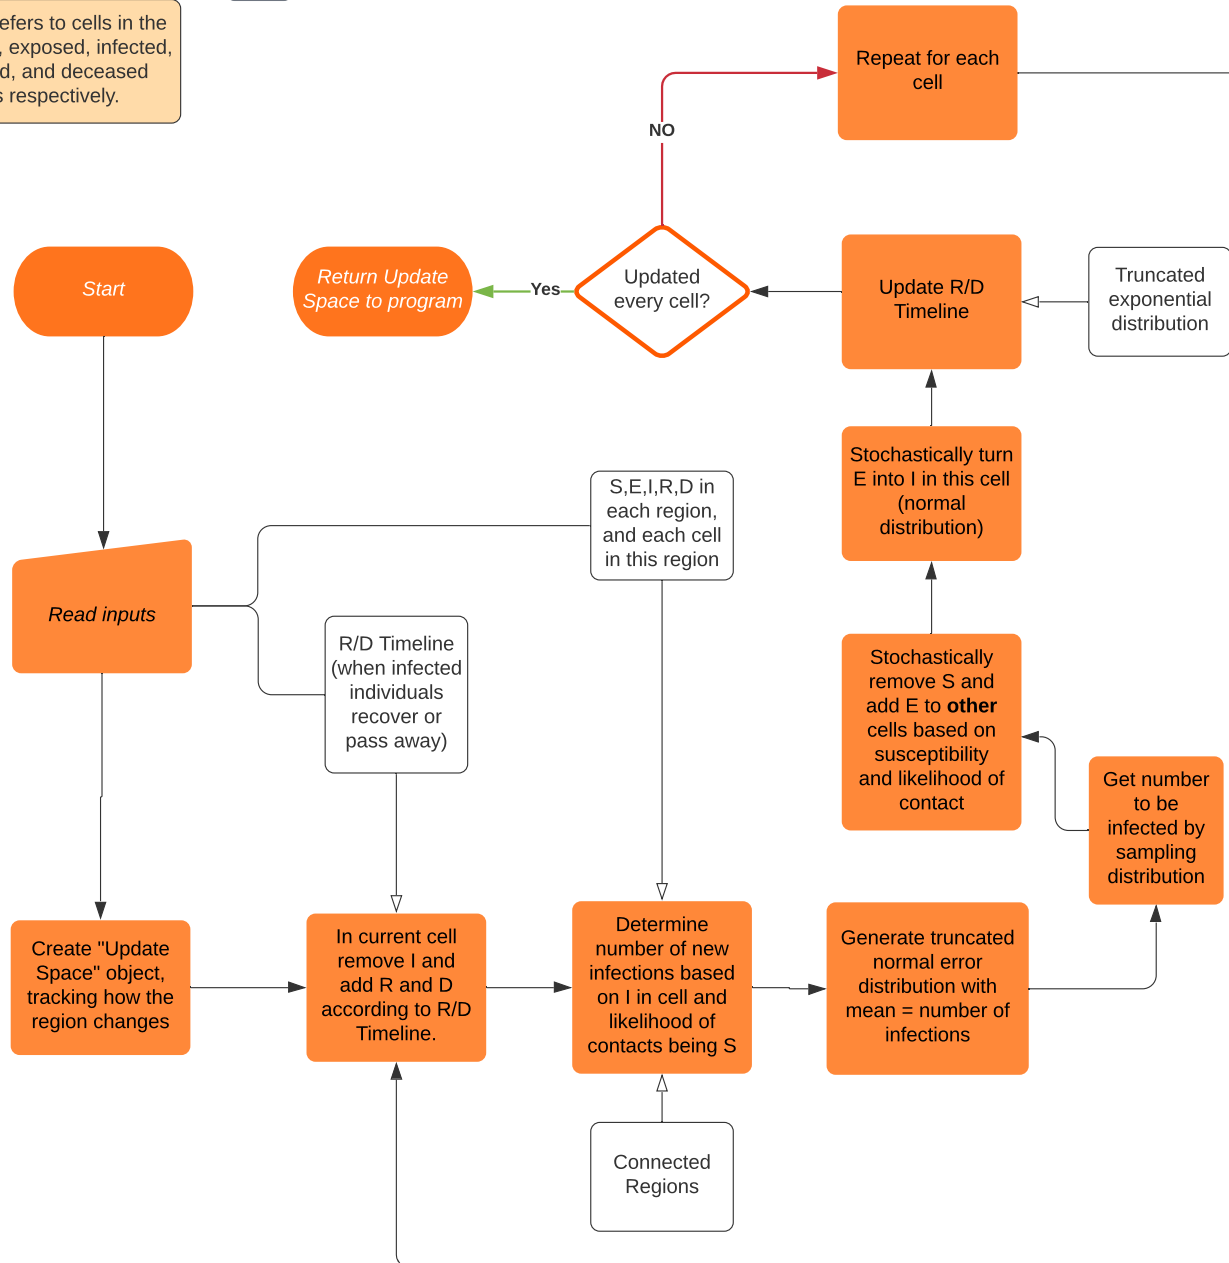 efers to cells in the
, exposed, infected,
d, and deceased
s respectively.
Repeat for each
cell
NO
Start
Return Update
Space to program
Yes
Updated
every cell?
Update R/D
Timeline
Truncated
exponential
distribution
Stochastically turn
E into I in this cell
(normal
distribution)
S,E,I,R,D in
each region,
and each cell
in this region
Read inputs
R/D Timeline
(when infected
individuals
recover or
pass away)
Stochastically
remove S and
add E to other
cells based on
susceptibility
and likelihood of
contact
Get number
to be
infected by
sampling
distribution
Create "Update
Space" object,
tracking how the
region changes
In current cell
remove I and
add R and D
according to R/D
Timeline.
Determine
number of new
infections based
on I in cell and
likelihood of
contacts being S
Generate truncated
normal error
distribution with
mean = number of
infections
Connected
Regions